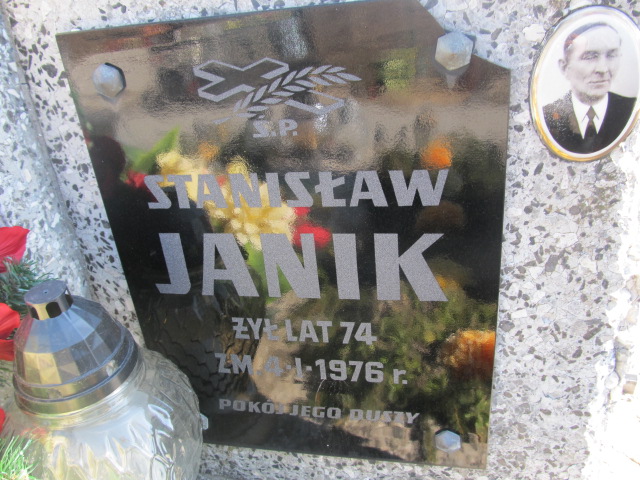 Ś.P.
STANISŁAW
JANIK
ŻYŁ LAT 74
ZM. 4-I-1976 r.
POKÓJ JEGO DUSZY